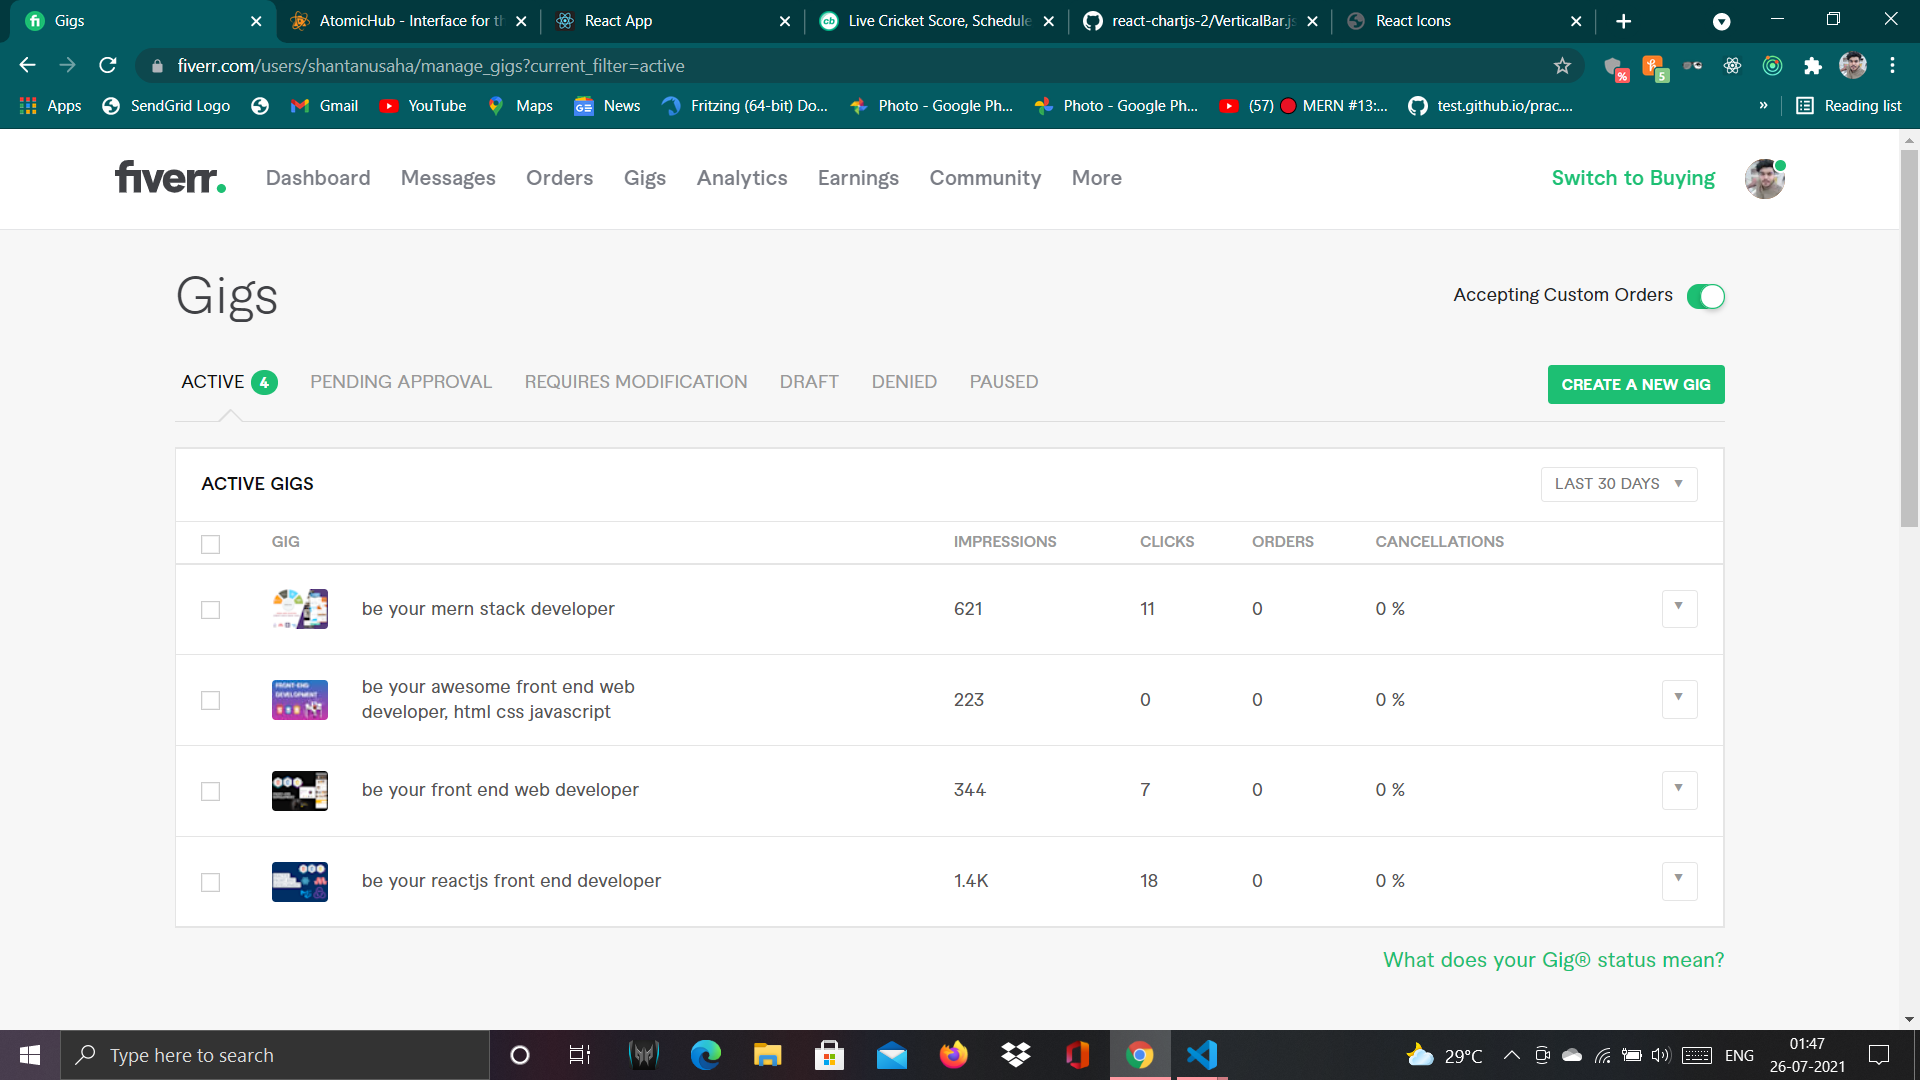 Gigs
AtomicHub - Interface for th
React App
Live Cricket Score, Schedule
react-chartjs-2/VerticalBar.js
React Icons
fiverr.com/users/shantanusaha/manage_gigs?current_filter=active
%
5
Apps
SendGrid Logo
Gmail
YouTube
Maps
News
Fritzing (64-bit) Do...
Photo - Google Ph...
Photo - Google Ph...
(57) MERN #13:...
test.github.io/prac....
»
Reading list
fiverr.
Dashboard
Messages
Orders
Gigs
Analytics
Earnings
Community
More
Switch to Buying
Gigs
Accepting Custom Orders
ACTIVE 4
PENDING APPROVAL
REQUIRES MODIFICATION
DRAFT
DENIED
PAUSED
CREATE A NEW GIG
ACTIVE GIGS
LAST 30 DAYS
GIG
IMPRESSIONS
CLICKS
ORDERS
CANCELLATIONS
be your mern stack developer
621
11
0
0 %
FRONT-END
DEVELOPMENT
be your awesome front end web
developer, html css javascript
223
0
0
0 %
be your front end web developer
344
7
0
0 %
be your reactjs front end developer
1.4K
18
0
0 %
What does your Gig® status mean?
Type here to search
29°C
ENG
01:47
26-07-2021